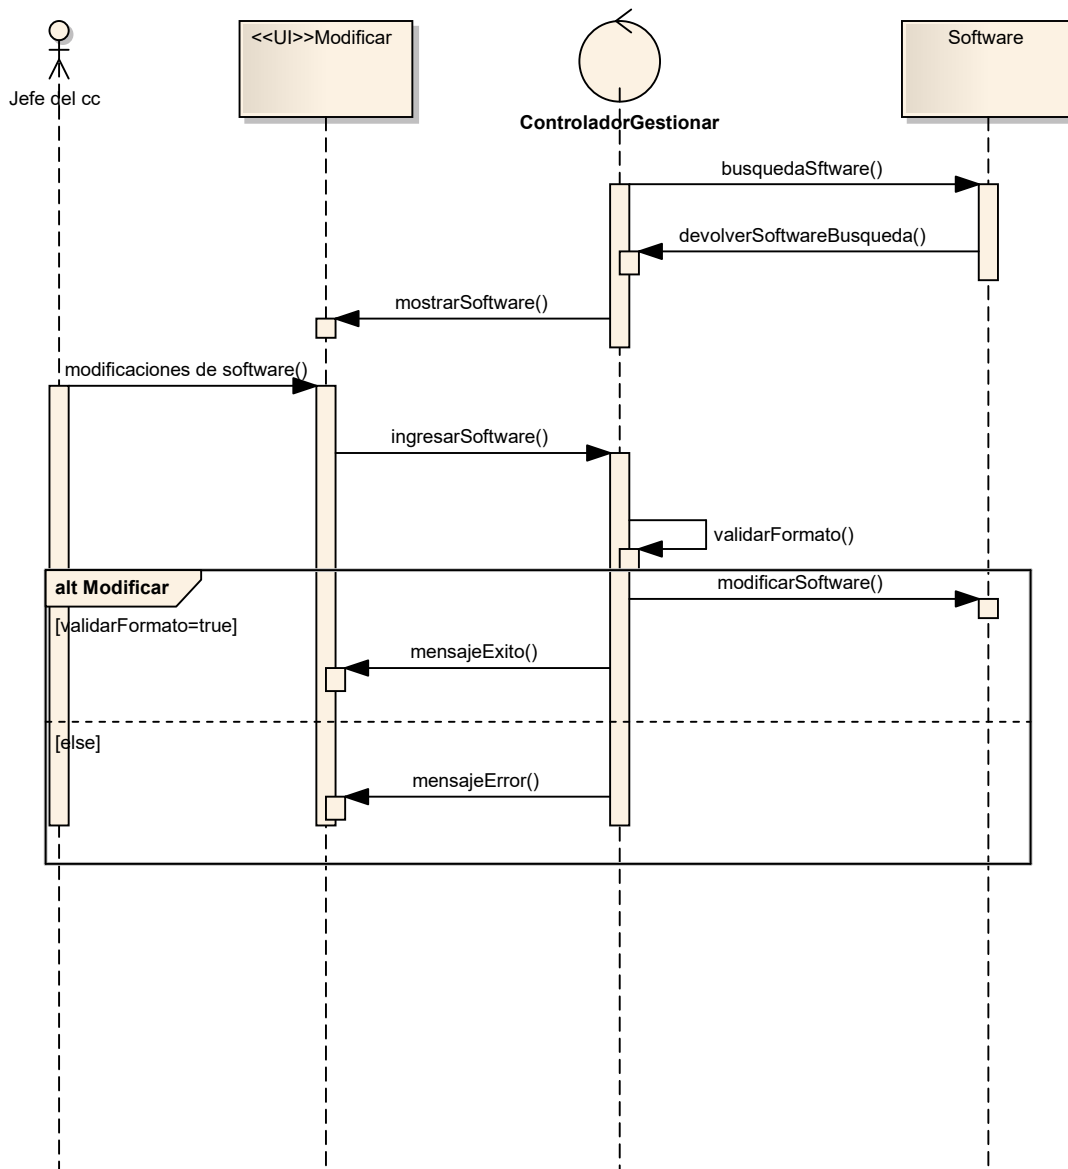 <<UI>>Modificar
Software
Jefe del cc
ControladorGestionar
busquedaSftware()
devolverSoftwareBusqueda()
mostrarSoftware()
modificaciones de software()
ingresarSoftware()
validarFormato()
alt Modificar
modificarSoftware()
[validarFormato=true]
mensajeExito()
[else]
mensajeError()